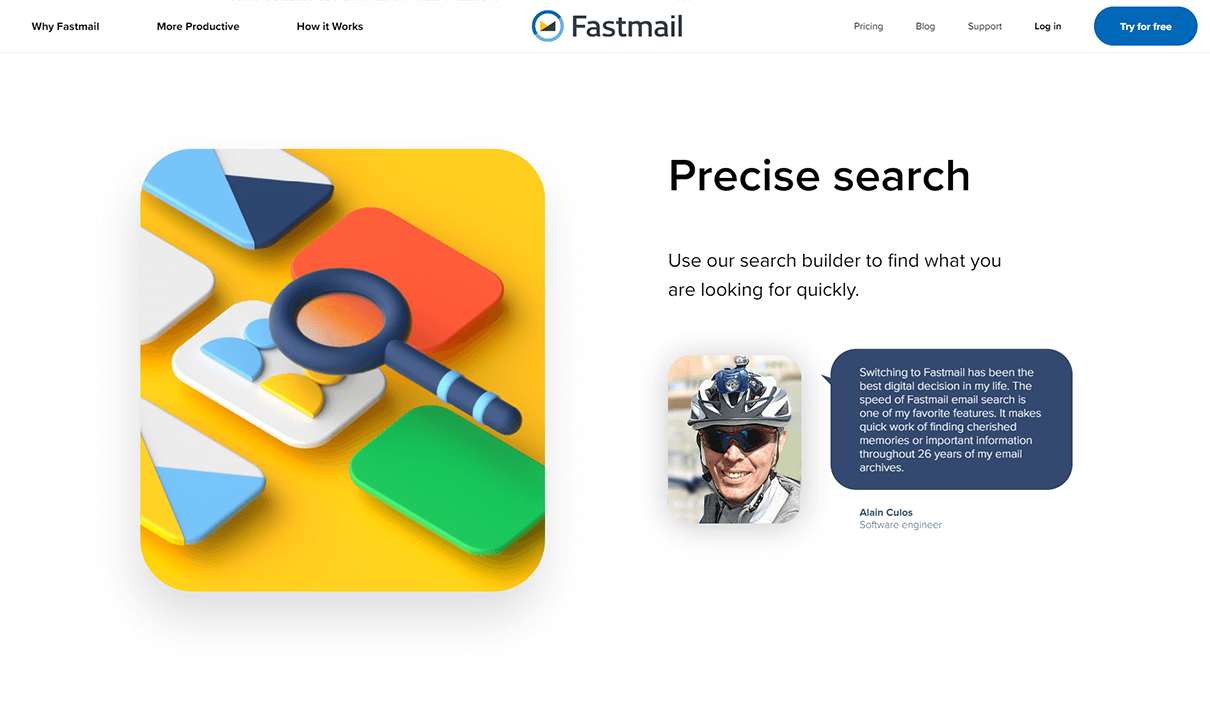 Why Fastmail
More Productive
How it Works
Fastmail
Pricing
Blog
Support
Log in
Try for free
Precise search
Use our search builder to find what you
are looking for quickly.
Switching to Fastmail has been the
best digital decision in my life. The
speed of Fastmail email search is
one of my favorite features. It makes
quick work of finding cherished
memories or important information
throughout 26 years of my email
archives.
Alain Culos
Software engineer